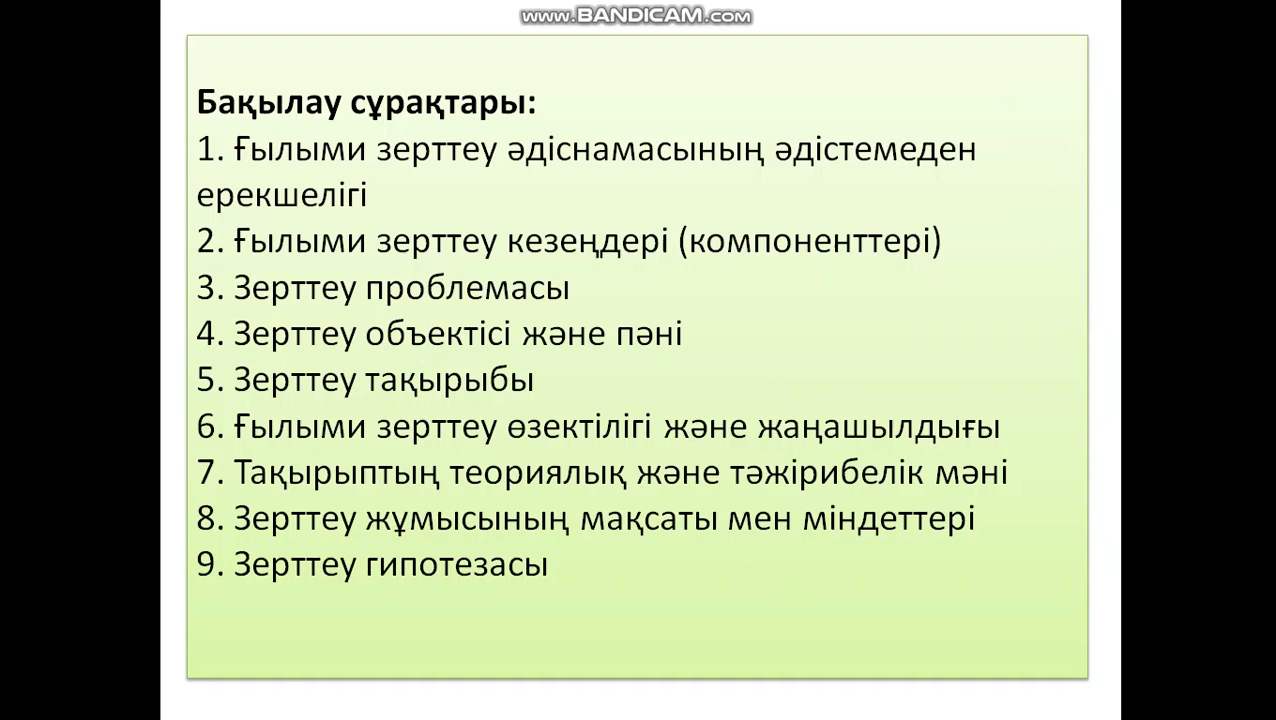 www.BANDICAM.com
Бақылау сұрақтары:
1. Ғылыми зерттеу әдіснамасының әдістемеден
ерекшелігі
2. Ғылыми зерттеу кезеңдері (компоненттері)
3. Зерттеу проблемасы
4. Зерттеу объектісі және пәні
5. Зерттеу тақырыбы
6. Ғылыми зерттеу өзектілігі және жаңашылдығы
7. Тақырыптың теориялық және тәжірибелік мәні
8. Зерттеу жұмысының мақсаты мен міндеттері
9. Зерттеу гипотезасы